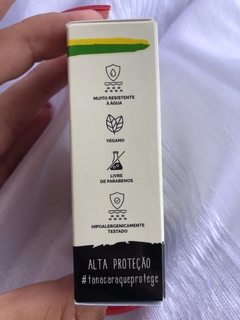 MUITO RESISTENTE
À ÁGUA
VEGANO
LIVRE
DE PARABENOS
HIPOALERGENICAMENTE
TESTADO
ALTA PROTEÇÃO
#tanacaraqueprotege